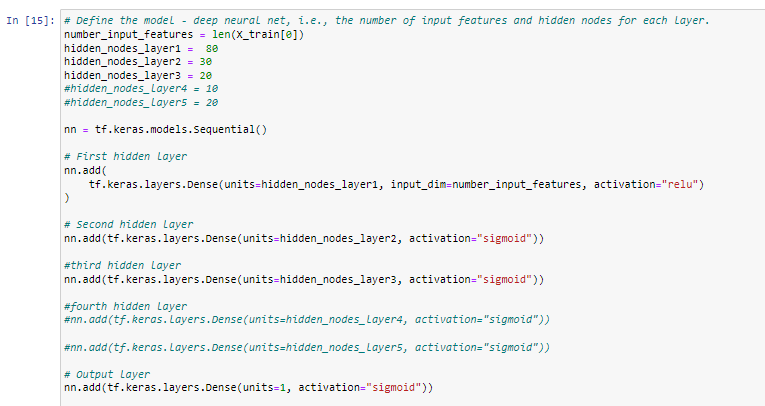 In [15]: # Define the model - deep neural net, i.e., the number of input features and hidden nodes for each layer.
number_input_features = len(X_train[0])
hidden_nodes_layer1 =  80
hidden_nodes_layer2 = 30
hidden_nodes_layer3 = 20
#hidden_nodes_layer4 = 10
#hidden_nodes_layer5 = 20

nn = tf.keras.models.Sequential()

# First hidden layer
nn.add(
    tf.keras.layers.Dense(units=hidden_nodes_layer1, input_dim=number_input_features, activation="relu")
)

# Second hidden layer
nn.add(tf.keras.layers.Dense(units=hidden_nodes_layer2, activation="sigmoid"))

#third hidden layer
nn.add(tf.keras.layers.Dense(units=hidden_nodes_layer3, activation="sigmoid"))

#fourth hidden layer
#nn.add(tf.keras.layers.Dense(units=hidden_nodes_layer4, activation="sigmoid"))

#nn.add(tf.keras.layers.Dense(units=hidden_nodes_layer5, activation="sigmoid"))

# Output layer
nn.add(tf.keras.layers.Dense(units=1, activation="sigmoid"))